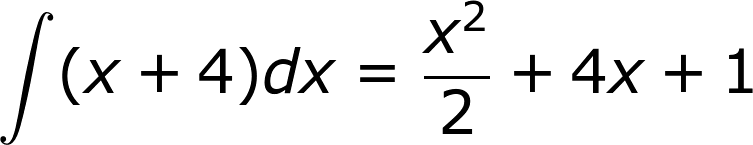 ∫(x + 4)dx = x²/2 + 4x + 1